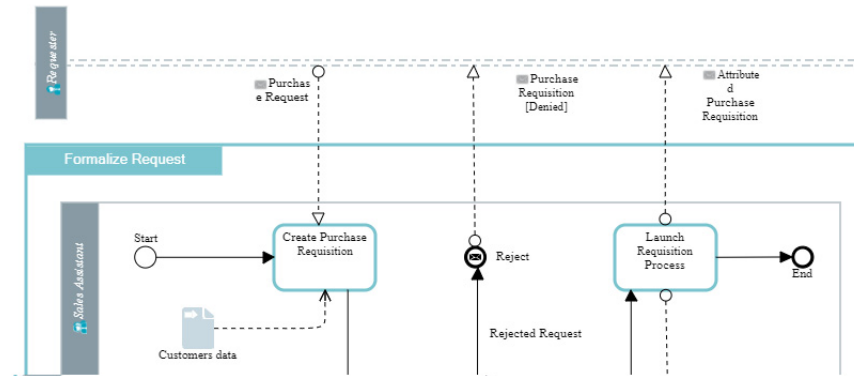 Requester
Purchas
e Request
Purchase
Requisition
[Denied]
Attribute
d
Purchase
Requisition
Formalize Request
Sales Assistant
Start
Create Purchase
Requisition
Reject
Launch
Requisition
Process
End
Rejected Request
Customers data